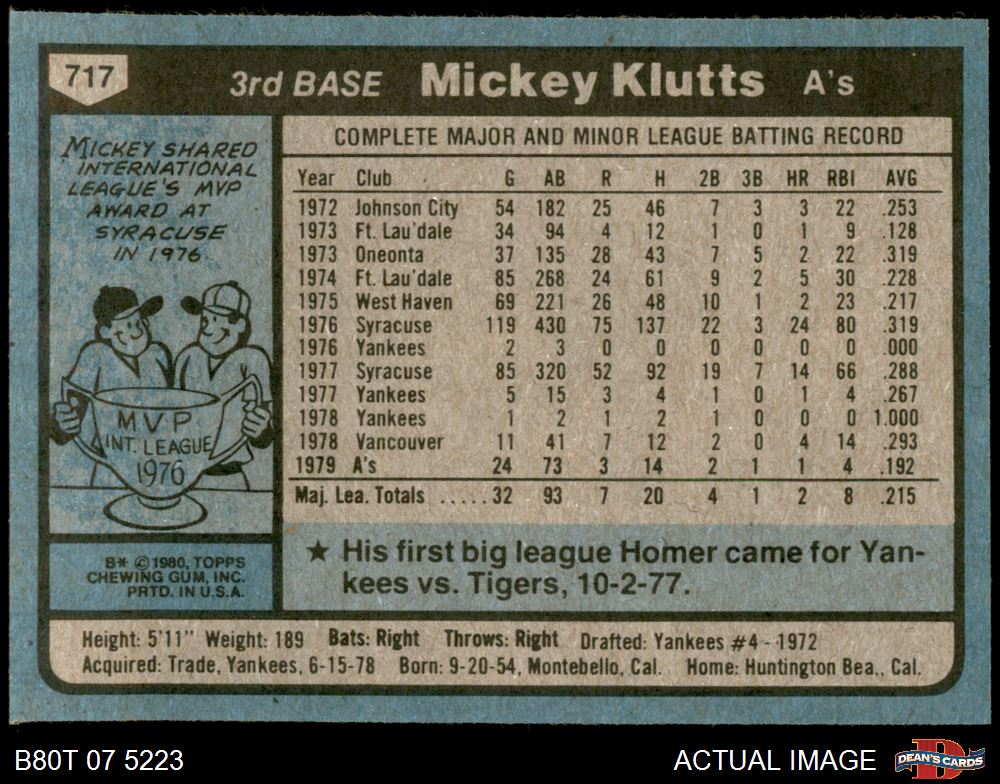 717
3rd BASE Mickey Klutts A's
MICKEY SHARED
INTERNATIONAL
LEAGUE'S MVP
AWARD AT
SYRACUSE
IN 1976.
MVP
INT. LEAGUE
1976
B* © 1980, TOPPS
CHEWING GUM, INC.
PRTD. IN U.S.A.
COMPLETE MAJOR AND MINOR LEAGUE BATTING RECORD
Year Club G AB R H 2B 3B HR RBI AVG
1972 Johnson City 54 182 25 46 7 3 3 22 .253
1973 Ft. Lau'dale 34 94 4 12 1 0 1 9 .128
1973 Oneonta 37 135 28 43 7 5 2 22 .319
1974 Ft. Lau'dale 85 268 24 61 9 2 5 30 .228
1975 West Haven 69 221 26 48 10 1 2 23 .217
1976 Syracuse 119 430 75 137 22 3 24 80 .319
1976 Yankees 2 3 0 0 0 0 0 0 .000
1977 Syracuse 85 320 52 92 19 7 14 66 .288
1977 Yankees 5 15 3 4 1 0 1 4 .267
1978 Yankees 1 2 1 2 1 0 0 0 1.000
1978 Vancouver 11 41 7 12 2 0 4 14 .293
1979 A's 24 73 3 14 2 1 1 4 .192
Maj. Lea. Totals .....32 93 7 20 4 1 2 8 .215
★ His first big league Homer came for Yan-
kees vs. Tigers, 10-2-77.
Height: 5'11" Weight: 189 Bats: Right Throws: Right Drafted: Yankees #4 - 1972
Acquired: Trade, Yankees, 6-15-78 Born: 9-20-54, Montebello, Cal. Home: Huntington Bea., Cal.
B80T 07 5223
ACTUAL IMAGE
D
DEAN'S CARDS